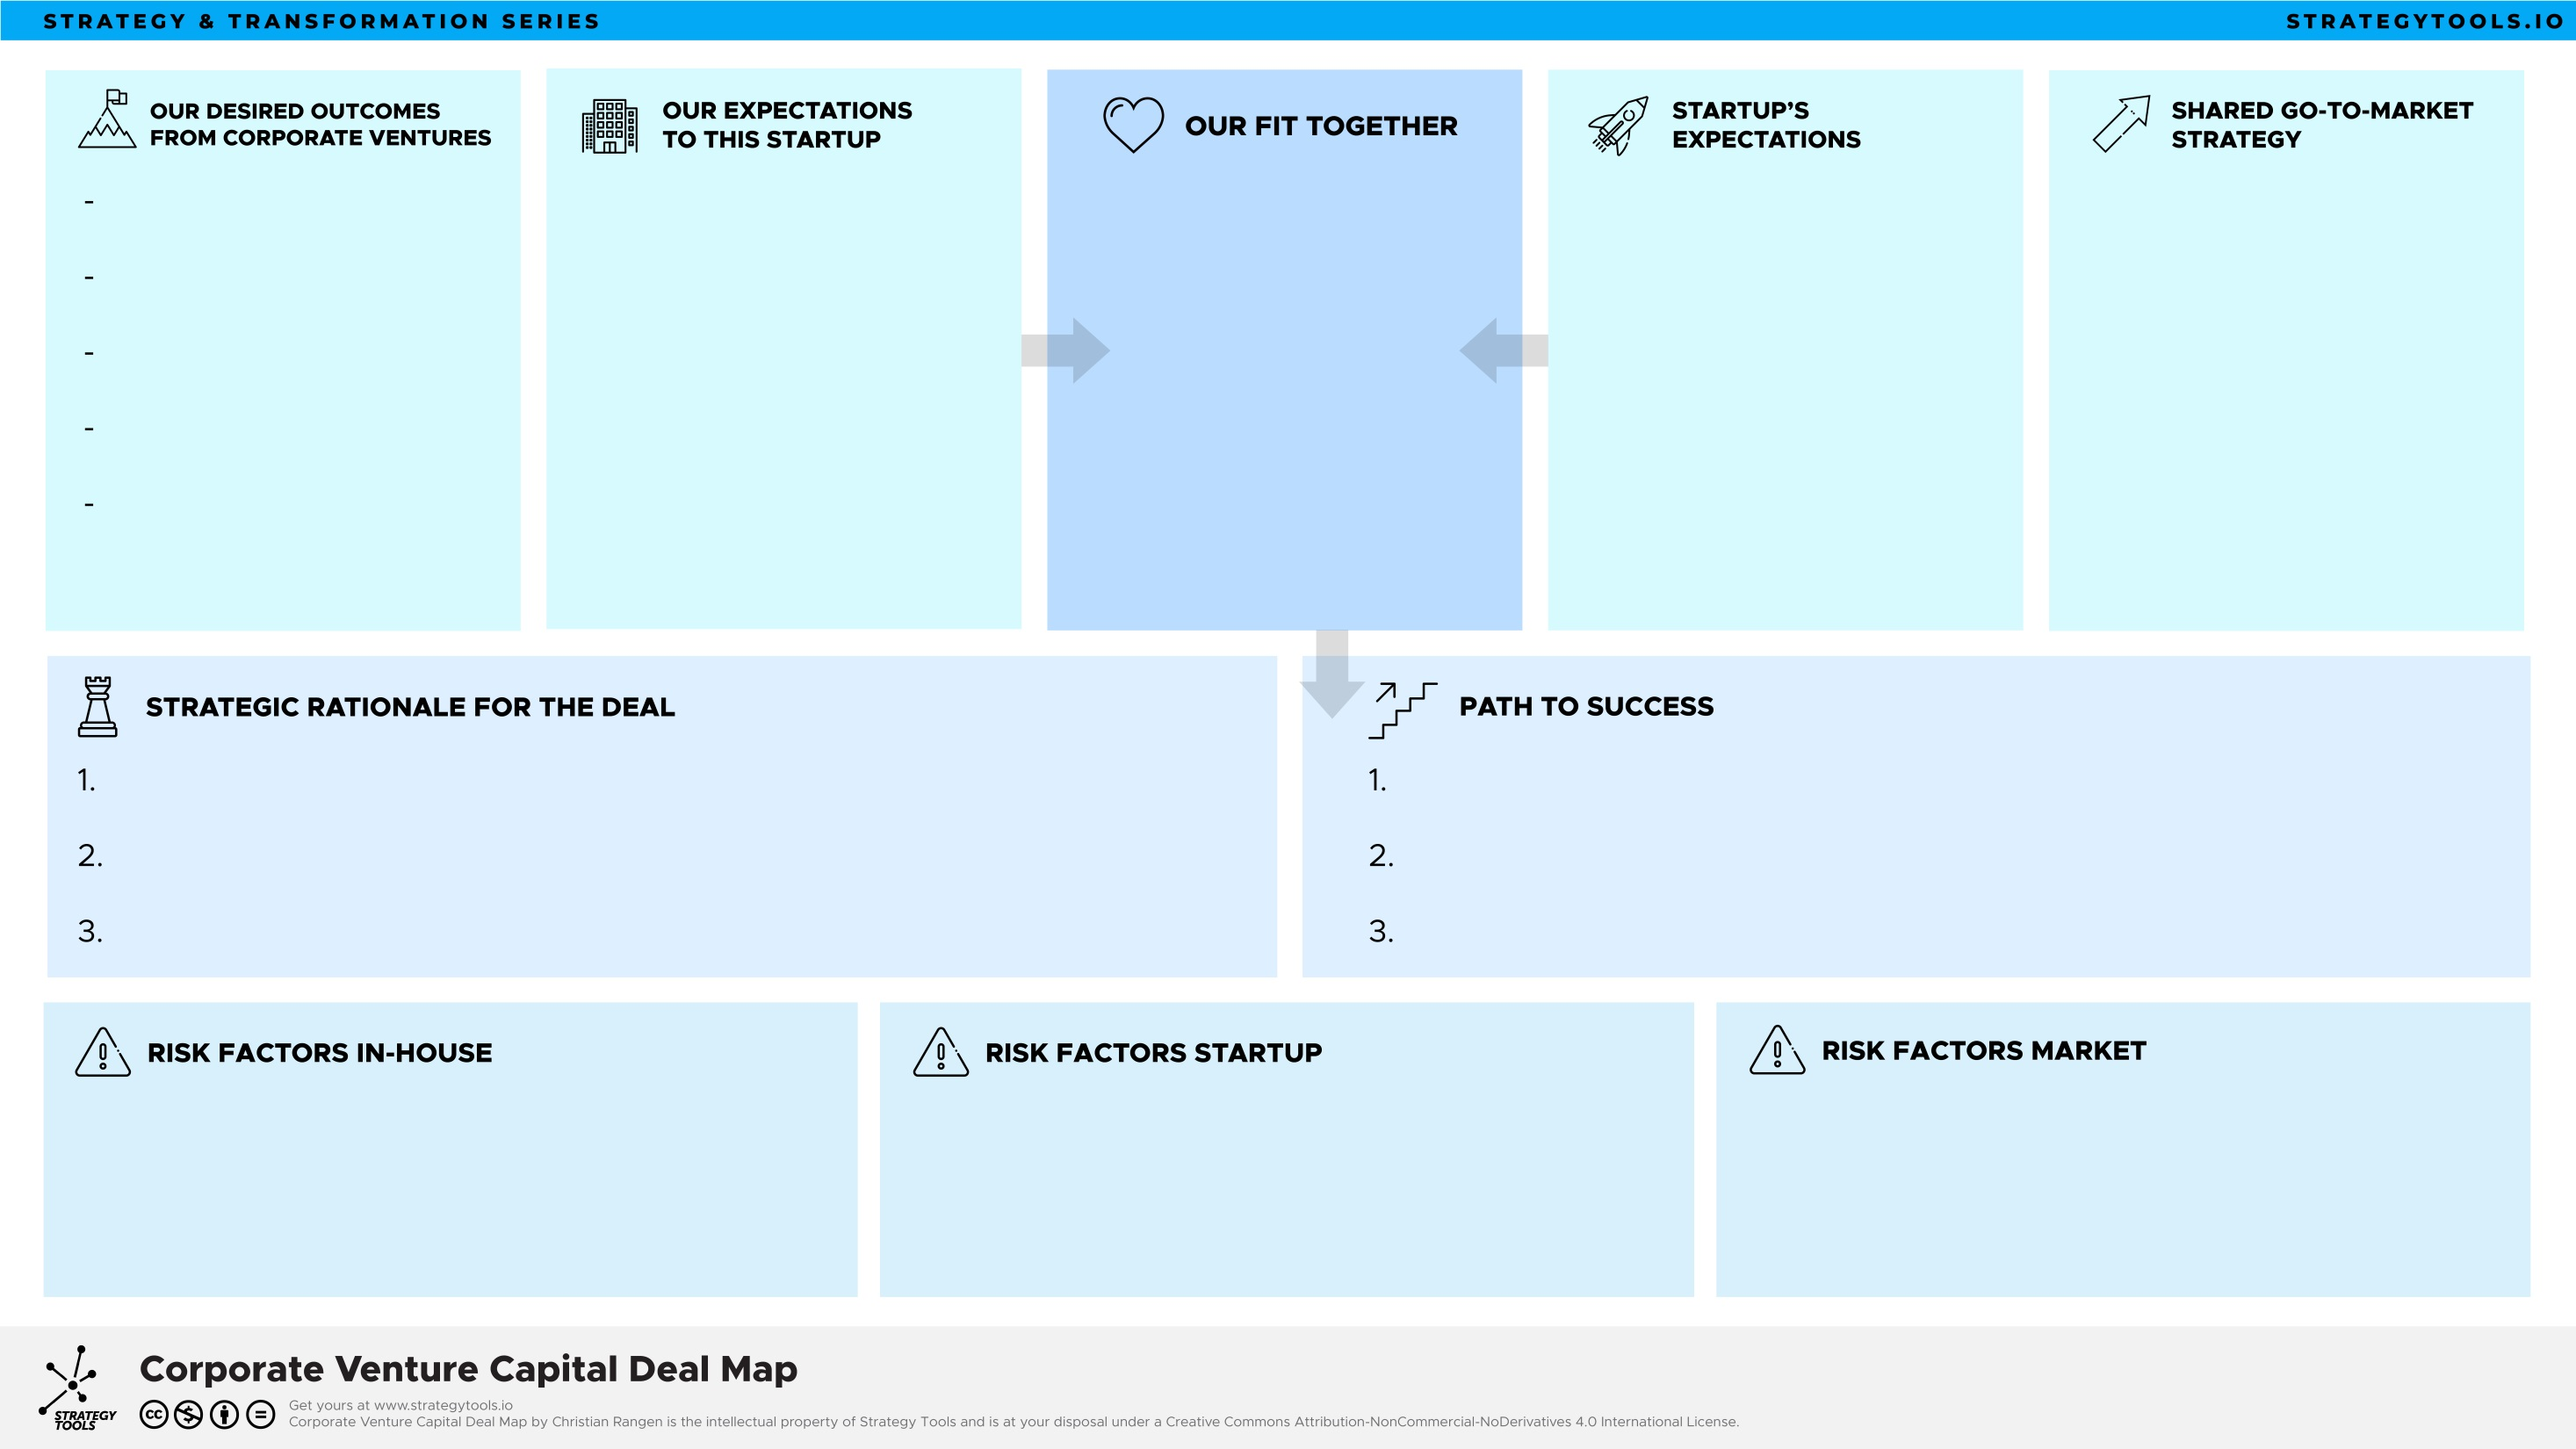 STRATEGY & TRANSFORMATION SERIES
STRATEGYTOOLS.IO
OUR DESIRED OUTCOMES
FROM CORPORATE VENTURES
-
-
-
-
-
OUR EXPECTATIONS
TO THIS STARTUP
OUR FIT TOGETHER
STARTUP'S
EXPECTATIONS
SHARED GO-TO-MARKET
STRATEGY
STRATEGIC RATIONALE FOR THE DEAL
1.
2.
3.
PATH TO SUCCESS
1.
2.
3.
RISK FACTORS IN-HOUSE
RISK FACTORS STARTUP
RISK FACTORS MARKET
STRATEGY
TOOLS
Corporate Venture Capital Deal Map
cc
Get yours at www.strategytools.io
Corporate Venture Capital Deal Map by Christian Rangen is the intellectual property of Strategy Tools and is at your disposal under a Creative Commons Attribution-NonCommercial-NoDerivatives 4.0 International License.